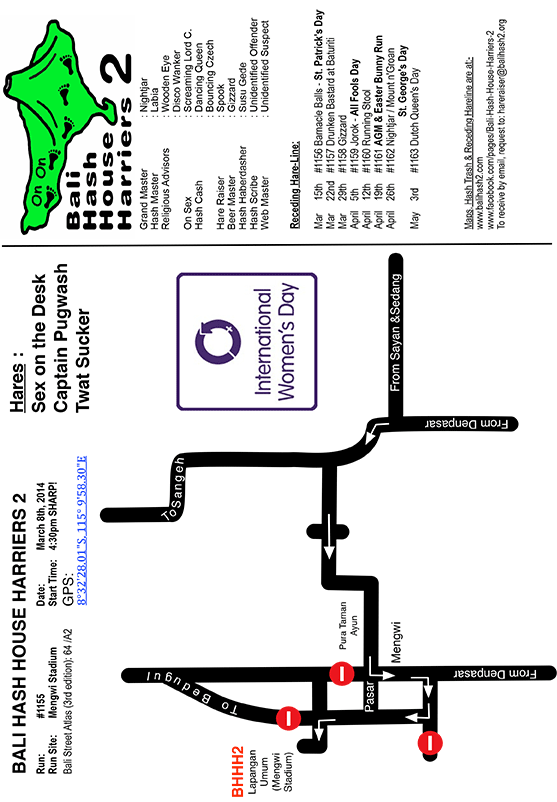 BALI HASH HOUSE HARRIERS 2
Run: #1155 Date: March 8th, 2014
Run Site: Mengwi Stadium Start Time: 4:30pm SHARP!
Bali Street Atlas (3rd edition): 64 /A2
GPS:
8°32'28.01"S, 115° 9'58.30"E
Hares :
Sex on the Desk
Captain Pugwash
Twat Sucker
International
Women's Day
To Sangeh
From Sayan &Sedang
From Denpasar
Pura Taman
Ayun
Mengwi
To Bedugul
Pasar
From Denpasar
BHHH2
Lapangan
Umum
(Mengwi
Stadium)
On On
Bali
Hash
House
Harriers 2
Grand Master : Nightjar
Hash Master : Labia
Religious Advisors : Wooden Eye
: Disco Wanker
On Sex : Screaming Lord C.
Hash Cash : Dancing Queen
: Bouncing Czech
Hare Raiser : Spook
Beer Master : Gizzard
Hash Haberdasher : Susu Gede
Hash Scribe : Unidentified Offender
Web Master : Unidentified Suspect
Receding Hare-Line:
Mar 15th #1156 Barnacle Balls - St. Patrick's Day
Mar 22nd #1157 Drunken Bastard at Baturiti
Mar 29th #1158 Gizzard
April 5th #1159 Jorok - All Fools Day
April 12th #1160 Running Stool
April 19th #1161 AGM & Easter Bunny Run
April 26th #1162 Nightjar / Mount n'Groan
St. George's Day
May 3rd #1163 Dutch Queen's Day
Maps, Hash Trash & Receding Hareline are at:-
www.balihash2.com
www.facebook.com/pages/Bali-Hash-House-Harriers-2
To receive by email, request to: hareraiser@balihash2.org